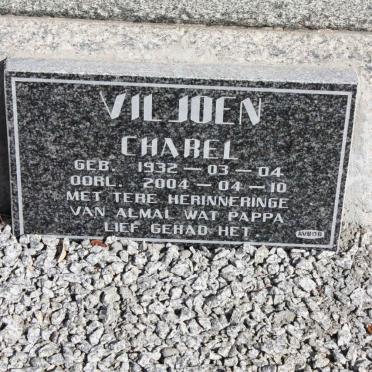 VILJOEN
CHAREL
GEB. 1932 – 03 – 04
OORL. 2004 – 04 – 10
MET TERE HERINNERINGE
VAN ALMAL WAT PAPPA
LIEF GEHAD HET
AVBOB